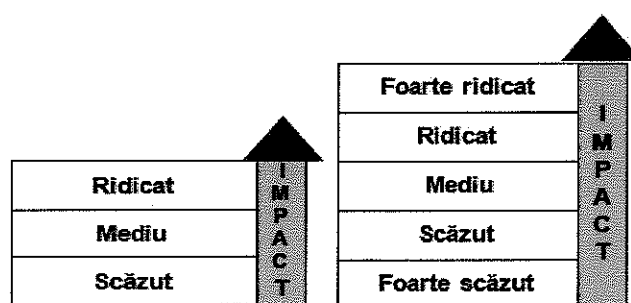 Ridicat
Mediu
Scăzut
IMPACT
Foarte ridicat
Ridicat
Mediu
Scăzut
Foarte scăzut
IMPACT